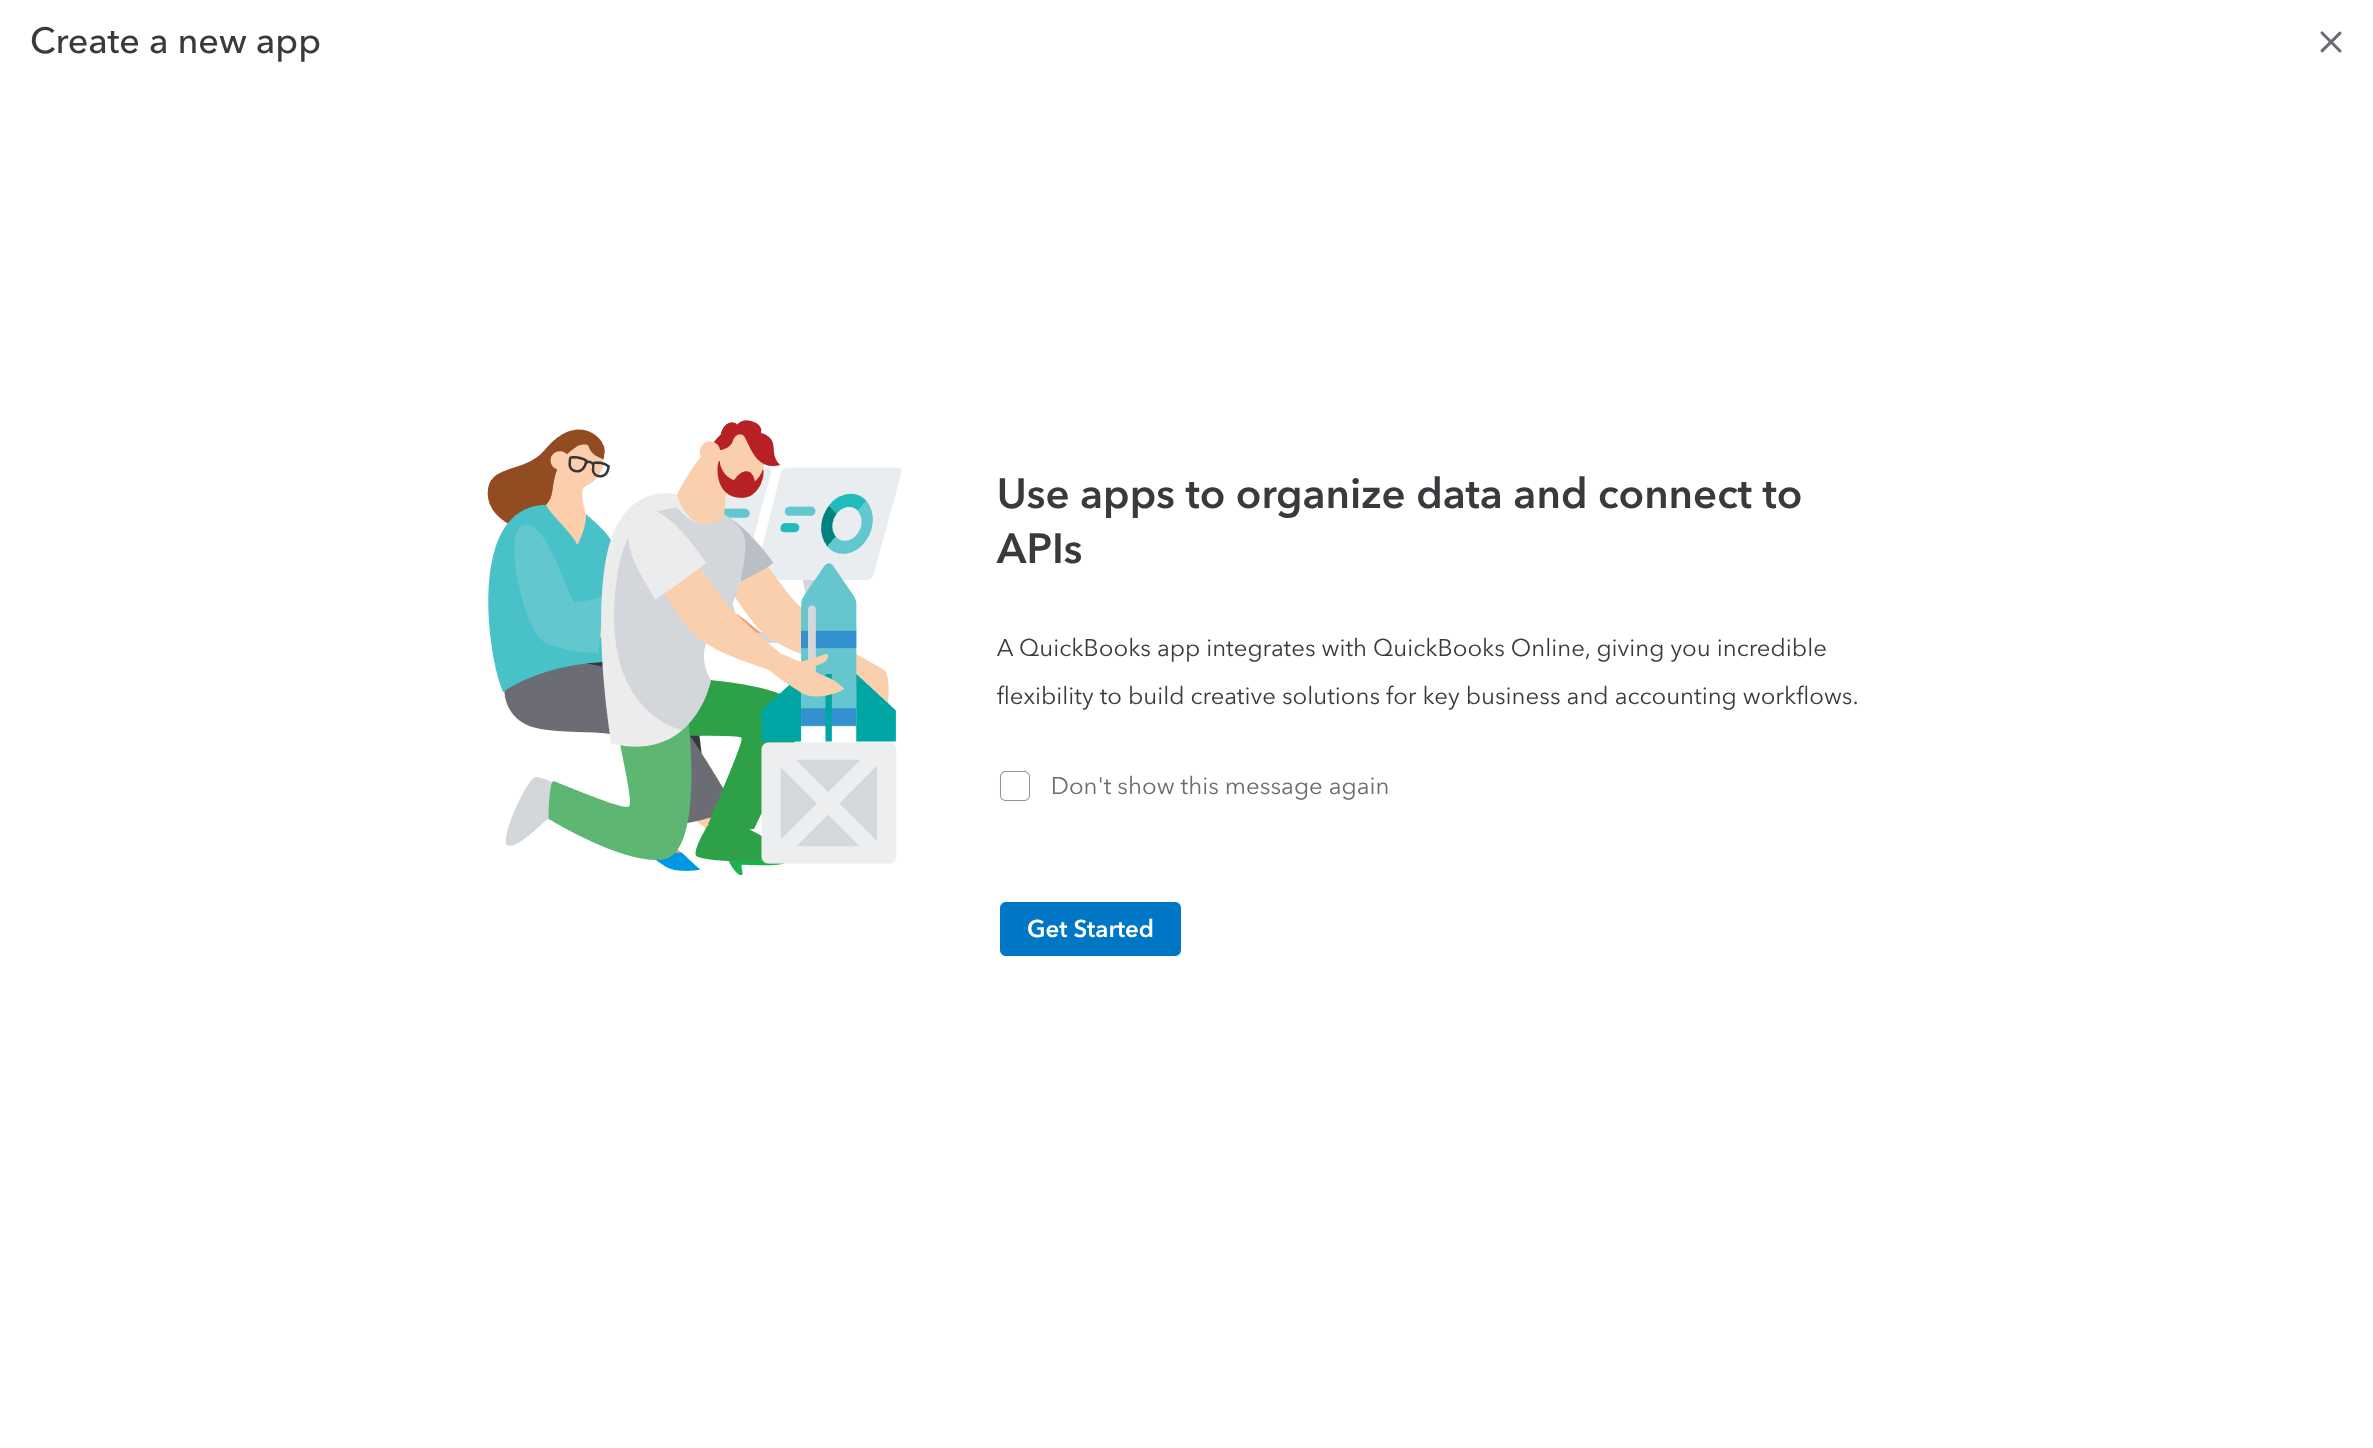 Create a new app
Use apps to organize data and connect to
APIs
A QuickBooks app integrates with QuickBooks Online, giving you incredible
flexibility to build creative solutions for key business and accounting workflows.
Don't show this message again
Get Started